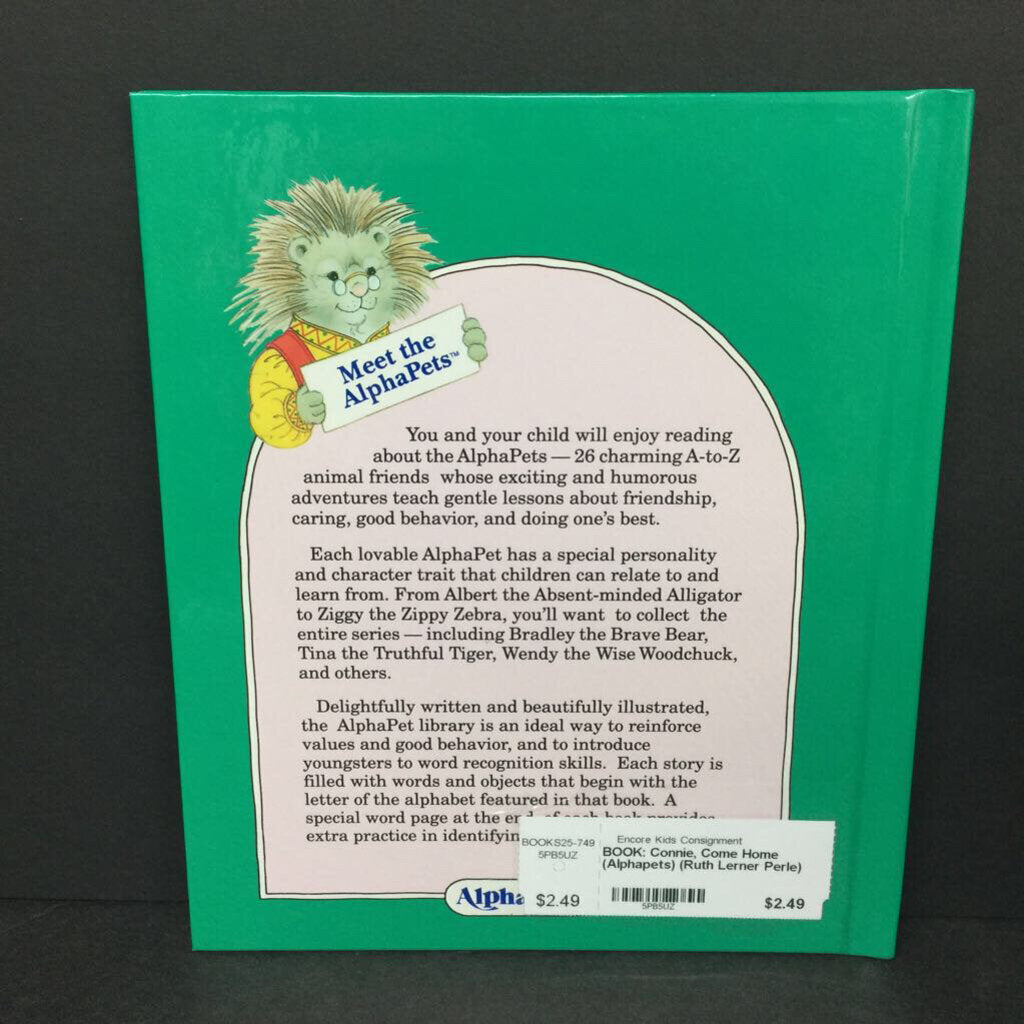 Meet the
AlphaPets™
You and your child will enjoy reading
about the AlphaPets — 26 charming A-to-Z
animal friends whose exciting and humorous
adventures teach gentle lessons about friendship,
caring, good behavior, and doing one's best.
Each lovable AlphaPet has a special personality
and character trait that children can relate to and
learn from. From Albert the Absent-minded Alligator
to Ziggy the Zippy Zebra, you'll want to collect the
entire series — including Bradley the Brave Bear,
Tina the Truthful Tiger, Wendy the Wise Woodchuck,
and others.
Delightfully written and beautifully illustrated,
the AlphaPet library is an ideal way to reinforce
values and good behavior, and to introduce
youngsters to word recognition skills. Each story is
filled with words and objects that begin with the
letter of the alphabet featured in that book. A
special word page at the end of each book provides
extra practice in identifyin
Alpha
BOOKS25-749
5PB5UZ
$2.49
Encore Kids Consignment
BOOK: Connie, Come Home
(Alphapets) (Ruth Lerner Perle)
5PB5UZ
$2.49